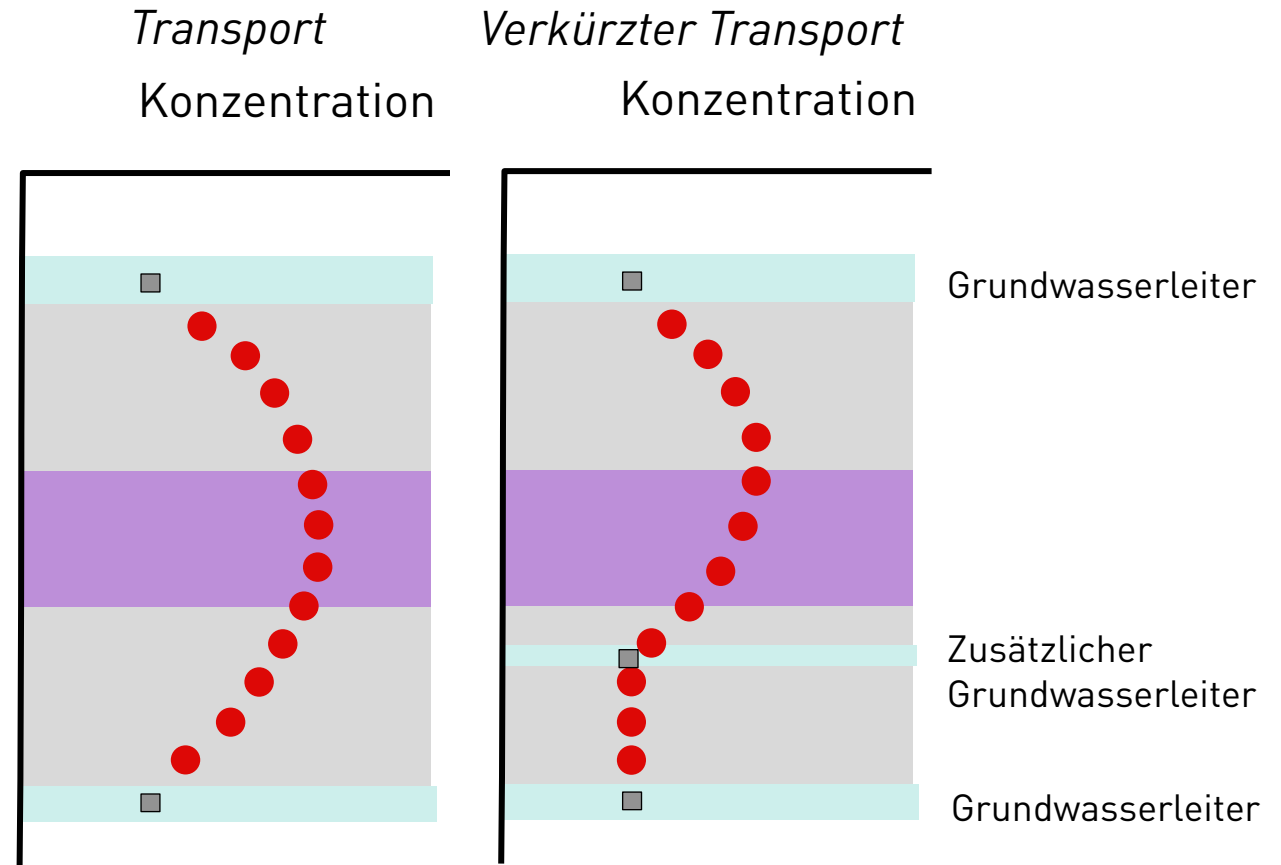 Transport
Verkürzter Transport
Konzentration
Konzentration
Grundwasserleiter
Zusätzlicher
Grundwasserleiter
Grundwasserleiter